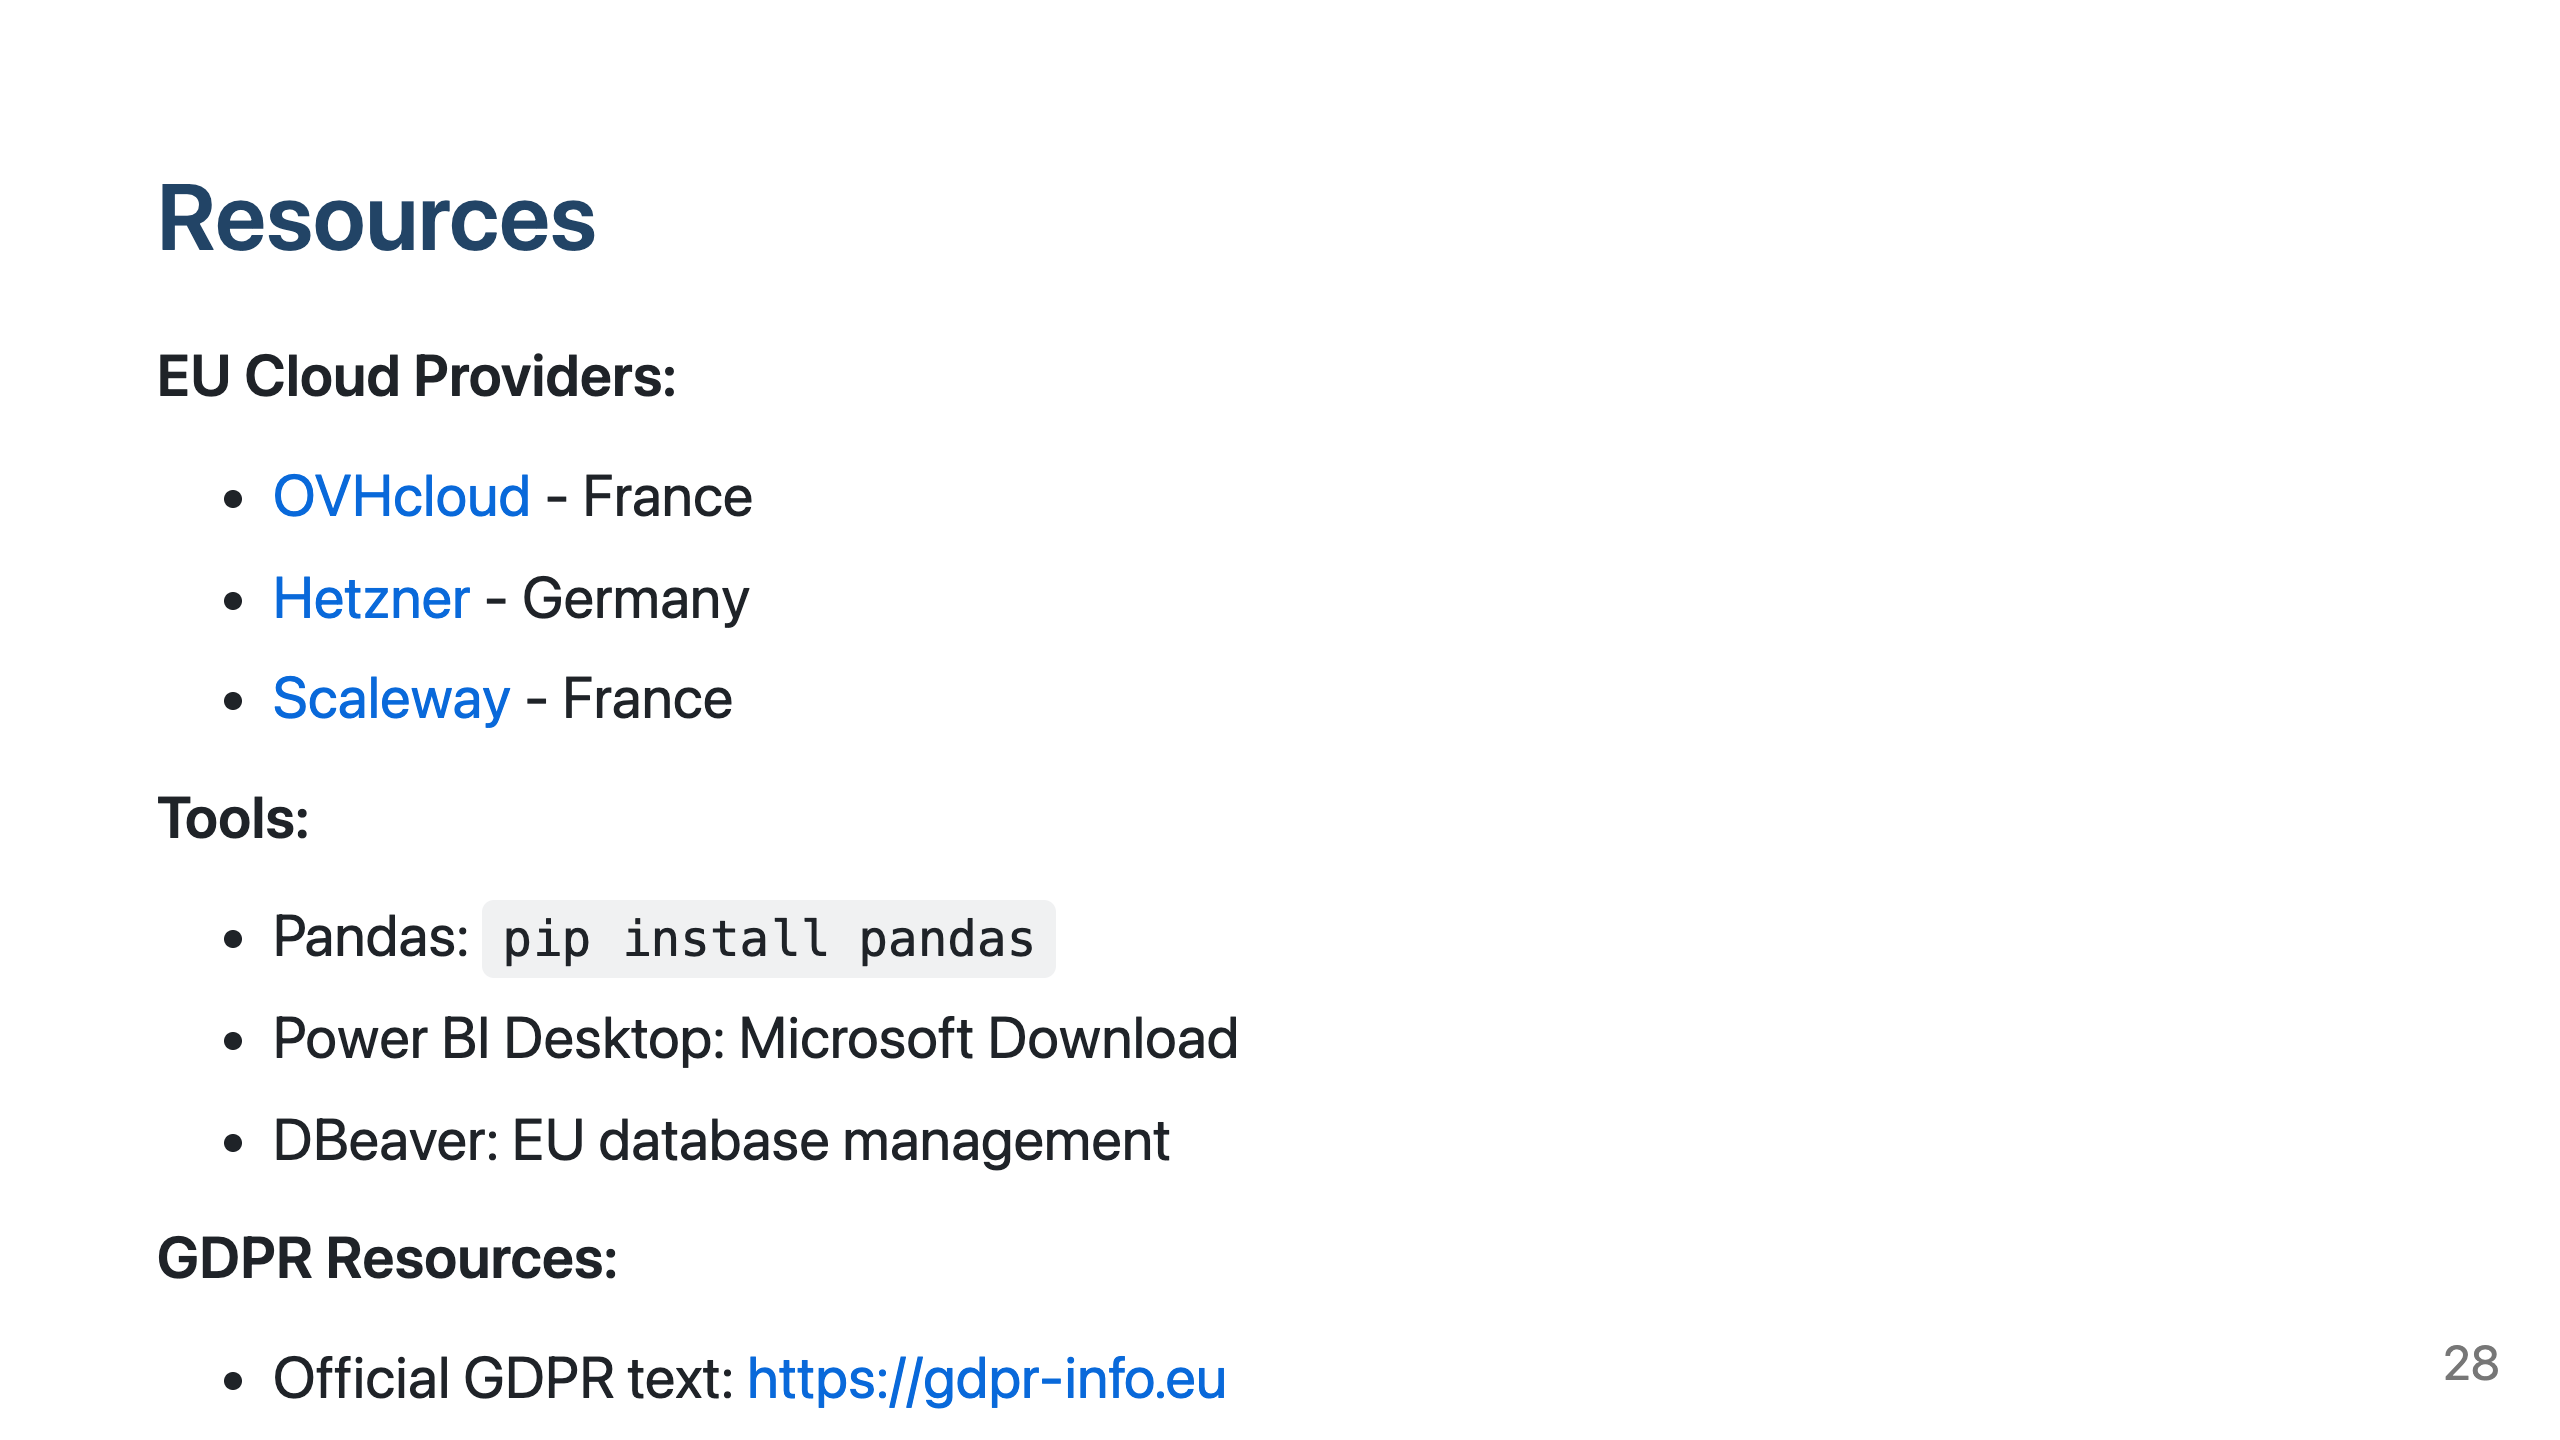 Resources
EU Cloud Providers:
• OVHcloud - France
• Hetzner - Germany
• Scaleway - France
Tools:
• Pandas: pip install pandas
• Power BI Desktop: Microsoft Download
• DBeaver: EU database management
GDPR Resources:
• Official GDPR text: https://gdpr-info.eu
28